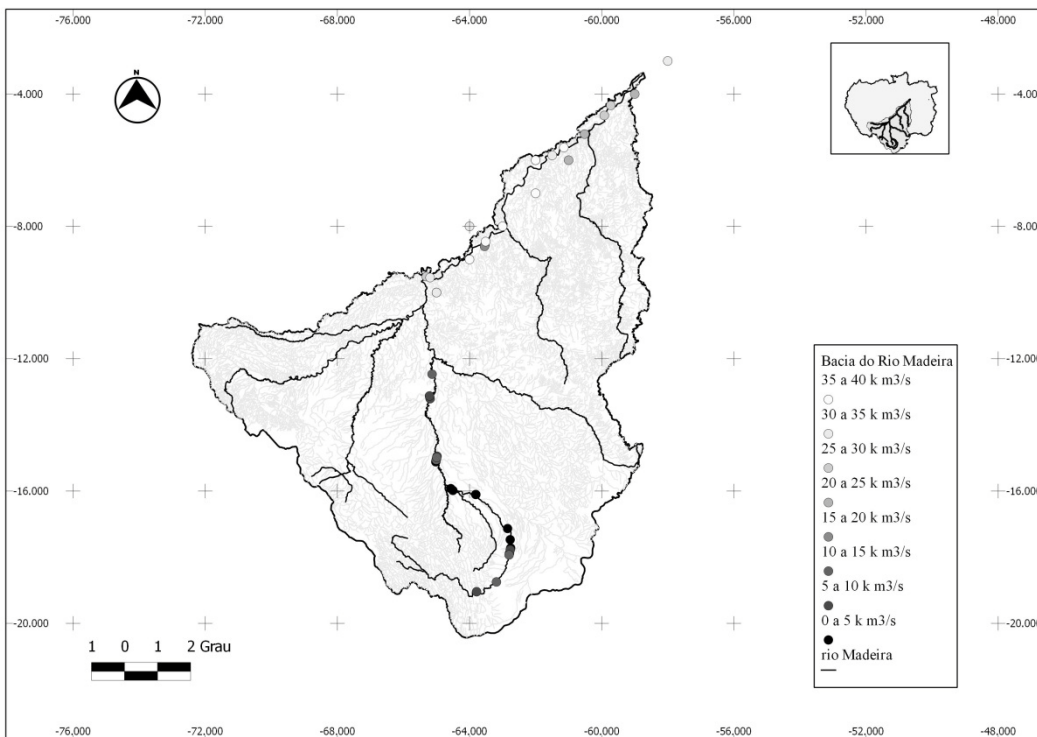 -76.000 -72.000 -68.000 -64.000 -60.000 -56.000 -52.000 -48.000
N
-4.000 -4.000
-8.000 -8.000
-12.000 -12.000
Bacia do Rio Madeira
35 a 40 k m3/s
30 a 35 k m3/s
25 a 30 k m3/s
20 a 25 k m3/s
15 a 20 k m3/s
10 a 15 k m3/s
5 a 10 k m3/s
0 a 5 k m3/s
rio Madeira
-16.000 -16.000
-20.000 -20.000
1 0 1 2 Grau
-76.000 -72.000 -68.000 -64.000 -60.000 -56.000 -52.000 -48.000